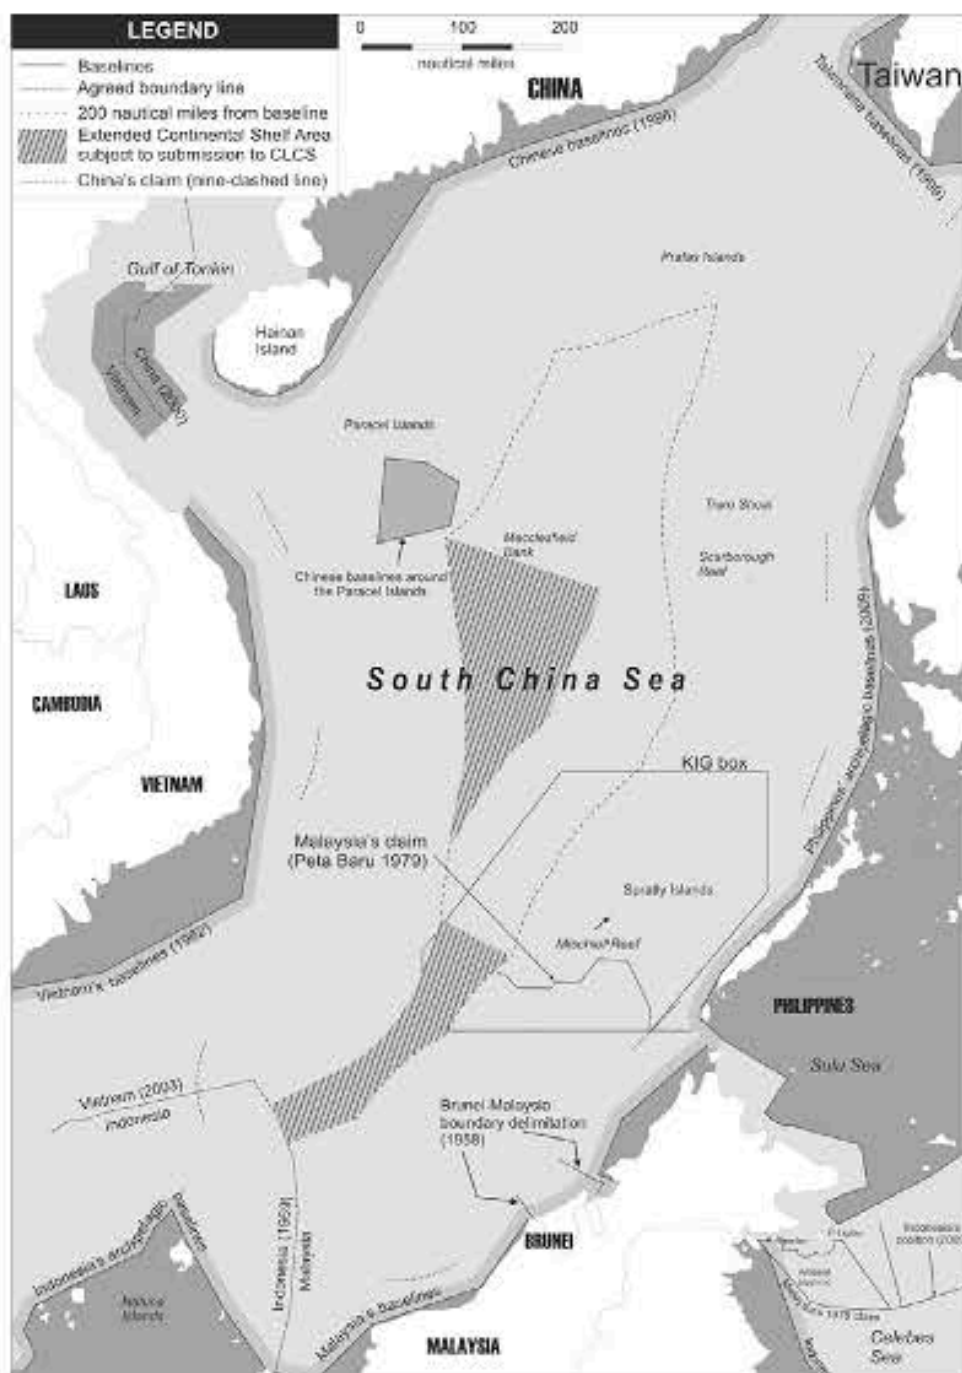 LEGEND
Baselines
Agreed boundary line
200 nautical miles from baseline
Extended Continental Shelf Area
subject to submission to CLCS
China's claim (nine-dashed line)
0 100 200
nautical miles
CHINA
Taiwan
Chinese baselines (1996)
Taiwanese baselines (1999)
Gulf of Tonkin
Pratas Islands
Hainan
Island
China (2000)
Vietnam
Paracel Islands
Macclesfield
Bank
Truro Shoal
Scarborough
Reef
Chinese baselines around
the Paracel Islands
LAOS
CAMBODIA
VIETNAM
South China Sea
KIG box
Philippines' archipelagic baselines (2009)
Malaysia's claim
(Peta Baru 1979)
Spratly Islands
Mischief Reef
Vietnam's baselines (1982)
PHILIPPINES
Sulu Sea
Vietnam (2003)
Indonesia
Brunei-Malaysia
boundary delimitation
(1958)
BRUNEI
Indonesia's archipelagic
baselines
Natuna
Islands
Indonesia (1969)
Malaysia
Malaysia's baselines
MALAYSIA
Indonesia's
1979 claim
Celebes
Sea